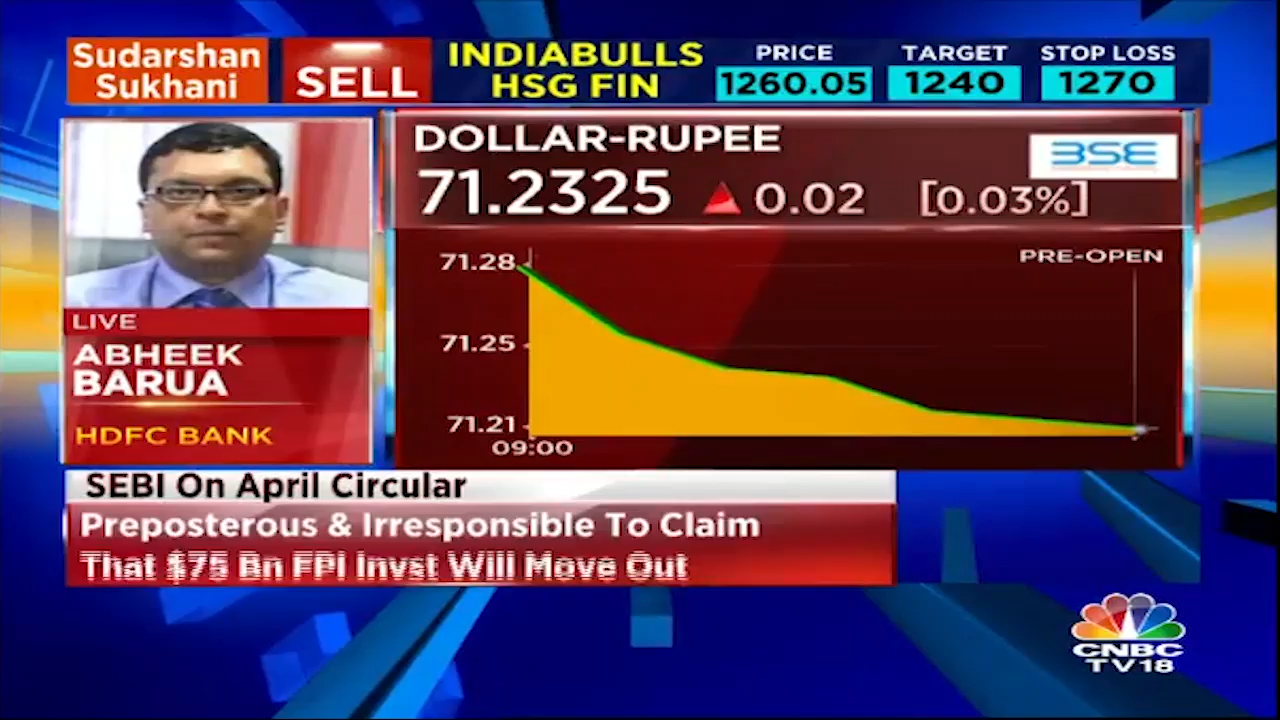 Sudarshan
Sukhani
SELL
INDIABULLS
HSG FIN
PRICE
1260.05
TARGET
1240
STOP LOSS
1270
DOLLAR-RUPEE
BSE
71.2325 ▲ 0.02 [0.03%]
PRE-OPEN
71.28
71.25
71.21
09:00
LIVE
ABHEEK
BARUA
HDFC BANK
SEBI On April Circular
Preposterous & Irresponsible To Claim
That $75 Bn FPI Invst Will Move Out
CNBC
TV18